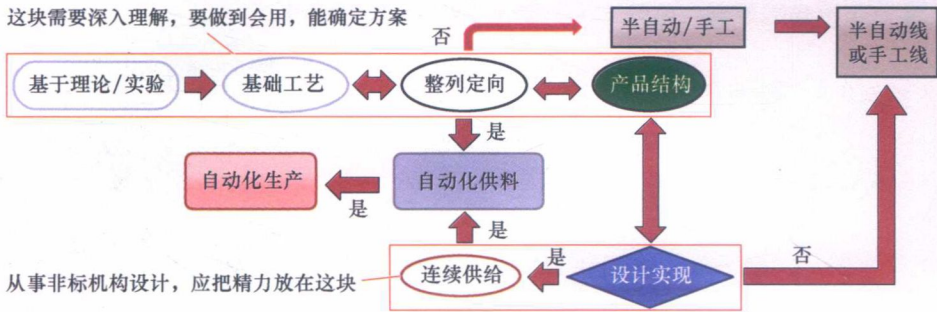 这块需要深入理解，要做到会用，能确定方案
否
半自动/手工
半自动线
或手工线
基于理论/实验
基础工艺
整列定向
产品结构
是
自动化生产
自动化供料
是
是
从事非标机构设计，应把精力放在这块
连续供给
是
设计实现
否